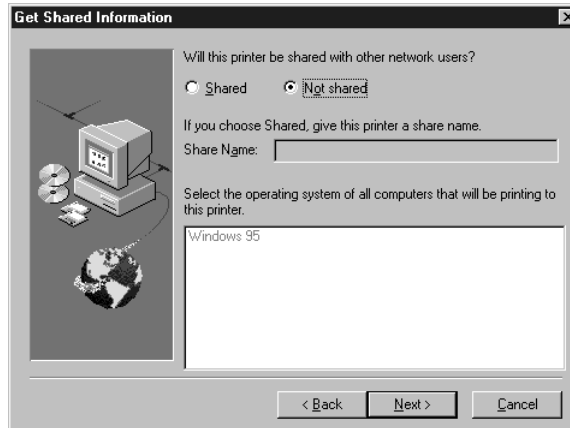 Get Shared Information
Will this printer be shared with other network users?
Shared Not shared
If you choose Shared, give this printer a share name.
Share Name:
Select the operating system of all computers that will be printing to
this printer.
Windows 95
< Back Next > Cancel